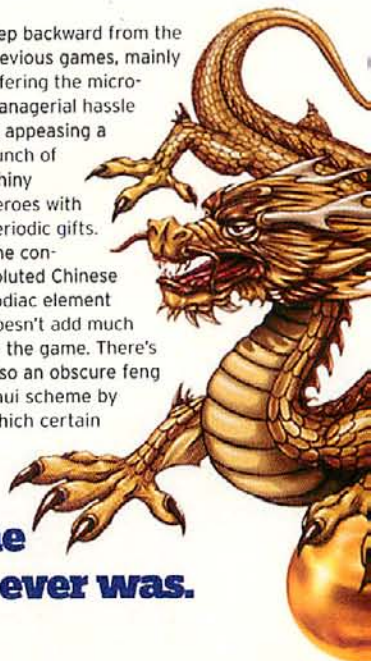 ep backward from the
evious games, mainly
fering the micro-
anagerial hassle
appeasing a
unch of
hiny
eroes with
eriodic gifts.
he con-
oluted Chinese
odiac element
oesn't add much
the game. There's
so an obscure feng
hui scheme by
hich certain
e
ever was.